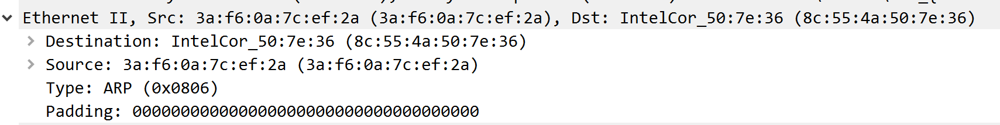 Ethernet II, Src: 3a:f6:0a:7c:ef:2a (3a:f6:0a:7c:ef:2a), Dst: IntelCor_50:7e:36 (8c:55:4a:50:7e:36)
Destination: IntelCor_50:7e:36 (8c:55:4a:50:7e:36)
Source: 3a:f6:0a:7c:ef:2a (3a:f6:0a:7c:ef:2a)
Type: ARP (0x0806)
Padding: 000000000000000000000000000000000000